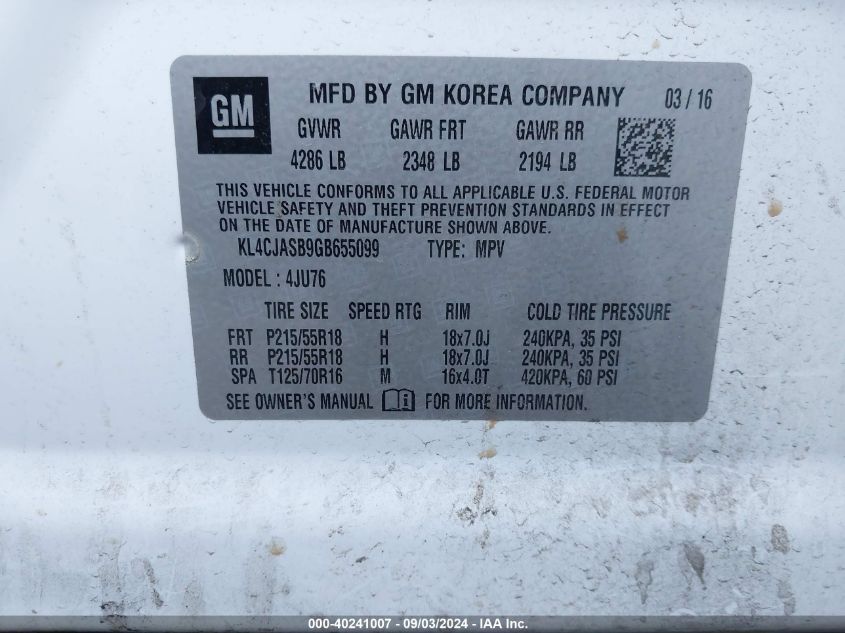 GM
MFD BY GM KOREA COMPANY 03 / 16
GVWR GAWR FRT GAWR RR
4286 LB 2348 LB 2194 LB
THIS VEHICLE CONFORMS TO ALL APPLICABLE U.S. FEDERAL MOTOR
VEHICLE SAFETY AND THEFT PREVENTION STANDARDS IN EFFECT
ON THE DATE OF MANUFACTURE SHOWN ABOVE.
KL4CJASB9GB655099 TYPE: MPV
MODEL : 4JU76
TIRE SIZE SPEED RTG RIM COLD TIRE PRESSURE
FRT P215/55R18 H 18x7.0J 240KPA, 35 PSI
RR P215/55R18 H 18x7.0J 240KPA, 35 PSI
SPA T125/70R16 M 16x4.0T 420KPA, 60 PSI
SEE OWNER'S MANUAL FOR MORE INFORMATION.
000-40241007 - 09/03/2024 - IAA Inc.